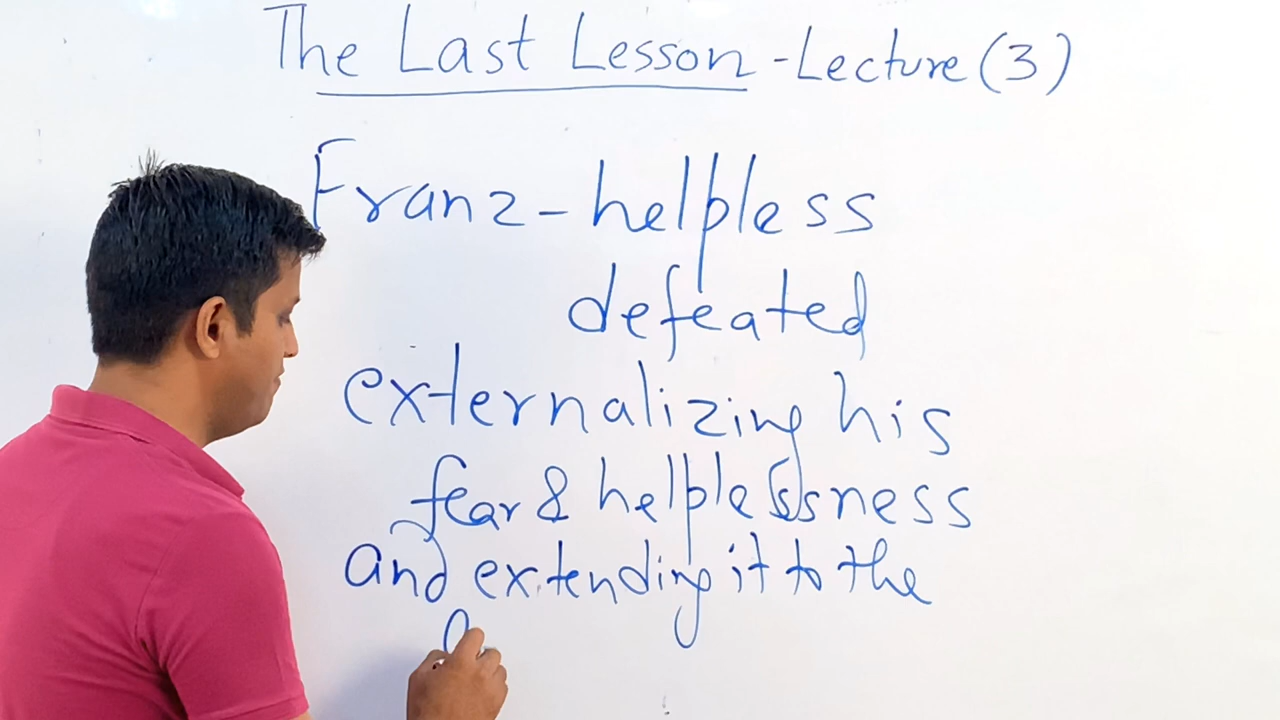 The Last Lesson - Lecture (3)
Franz - helpless
defeated
externalizing his
fear & helplessness
and extending it to the